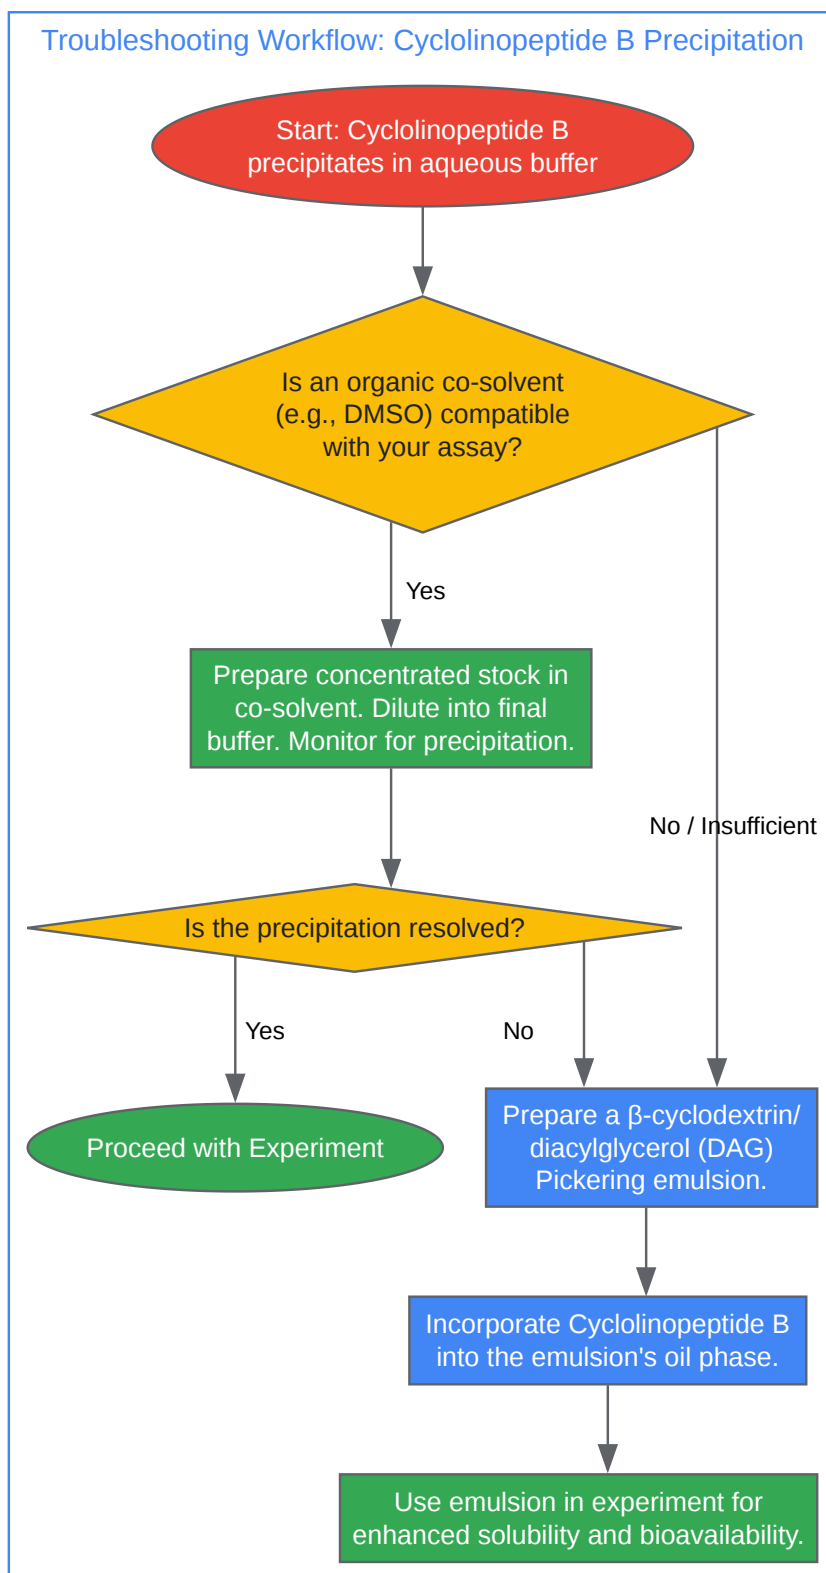 Troubleshooting Workflow: Cyclolinopeptide B Precipitation
Start: Cyclolinopeptide B
precipitates in aqueous buffer
Is an organic co-solvent
(e.g., DMSO) compatible
with your assay?
Yes
Prepare concentrated stock in
co-solvent. Dilute into final
buffer. Monitor for precipitation.
No / Insufficient
Is the precipitation resolved?
Yes
No
Proceed with Experiment
Prepare a β-cyclodextrin/
diacylglycerol (DAG)
Pickering emulsion.
Incorporate Cyclolinopeptide B
into the emulsion's oil phase.
Use emulsion in experiment for
enhanced solubility and bioavailability.